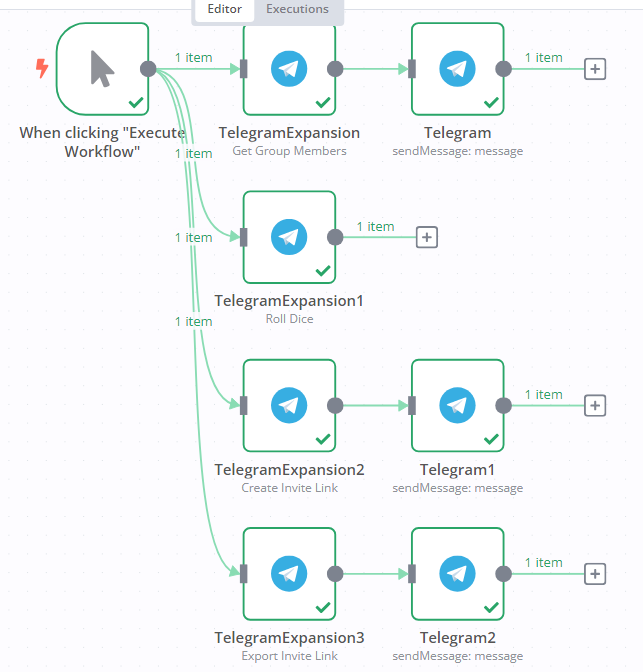 Editor Executions
1 item
1 item
When clicking "Execute
Workflow"
TelegramExpansion
Get Group Members
Telegram
sendMessage: message
1 item
1 item
1 item
TelegramExpansion1
Roll Dice
1 item
1 item
TelegramExpansion2
Create Invite Link
Telegram1
sendMessage: message
1 item
TelegramExpansion3
Export Invite Link
Telegram2
sendMessage: message